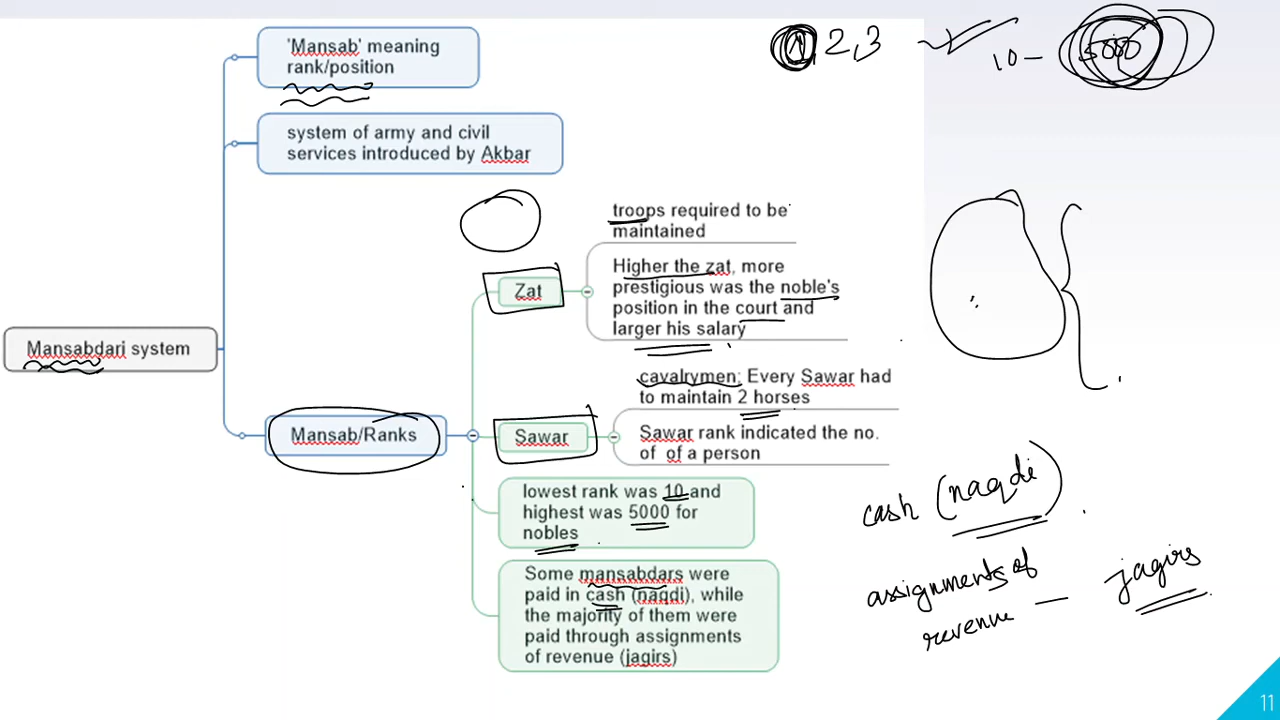 1, 2, 3
10 - 5000
'Mansab' meaning
rank/position
system of army and civil
services introduced by Akbar
troops required to be
maintained
Higher the zat, more
prestigious was the noble's
position in the court and
larger his salary
Zat
Mansabdari system
cavalrymen; Every Sawar had
to maintain 2 horses
Mansab/Ranks
Sawar
Sawar rank indicated the no.
of of a person
lowest rank was 10 and
highest was 5000 for
nobles
cash (naqdi)
Some mansabdars were
paid in cash (naqdi), while
the majority of them were
paid through assignments
of revenue (jagirs)
assignments of
revenue — jagirs
11